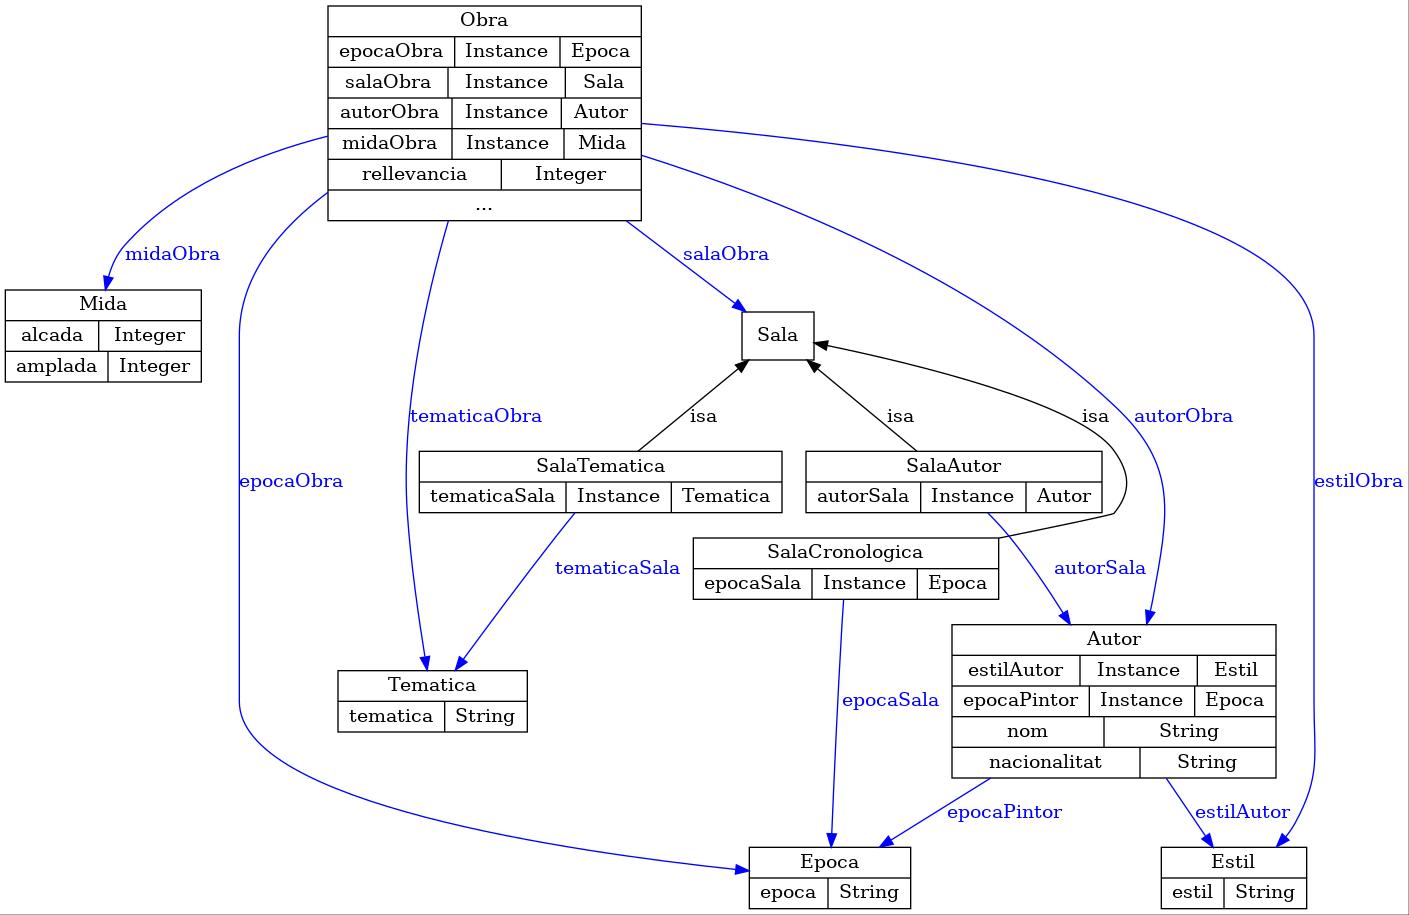 Obra
epocaObra Instance Epoca
salaObra Instance Sala
autorObra Instance Autor
midaObra Instance Mida
rellevancia Integer
...
midaObra
salaObra
Mida
alcada Integer
amplada Integer
Sala
tematicaObra
isa
isa
isa
autorObra
epocaObra
SalaTematica
tematicaSala Instance Tematica
SalaAutor
autorSala Instance Autor
estilObra
SalaCronologica
epocaSala Instance Epoca
tematicaSala
autorSala
Autor
estilAutor Instance Estil
epocaPintor Instance Epoca
nom String
nacionalitat String
Tematica
tematica String
epocaSala
epocaPintor
estilAutor
Epoca
epoca String
Estil
estil String